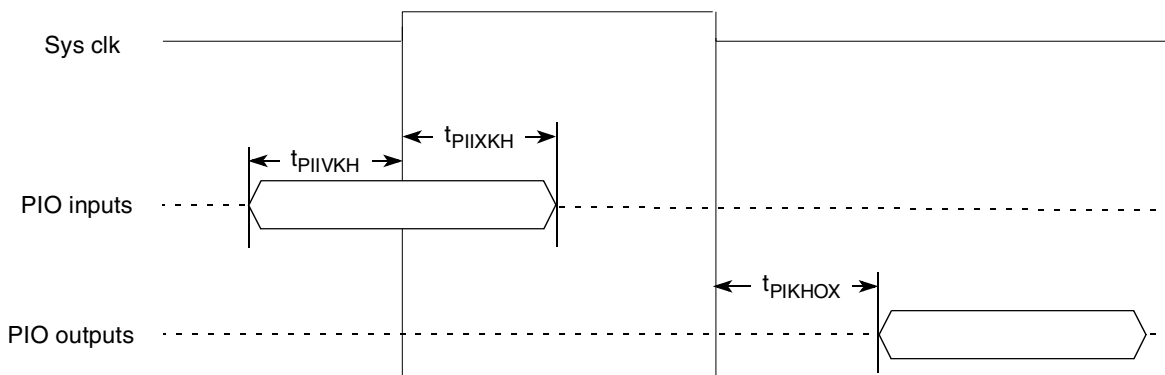 Sys clk
tPIIXKH
tPIIVKH
PIO inputs
tPIKHOX
PIO outputs